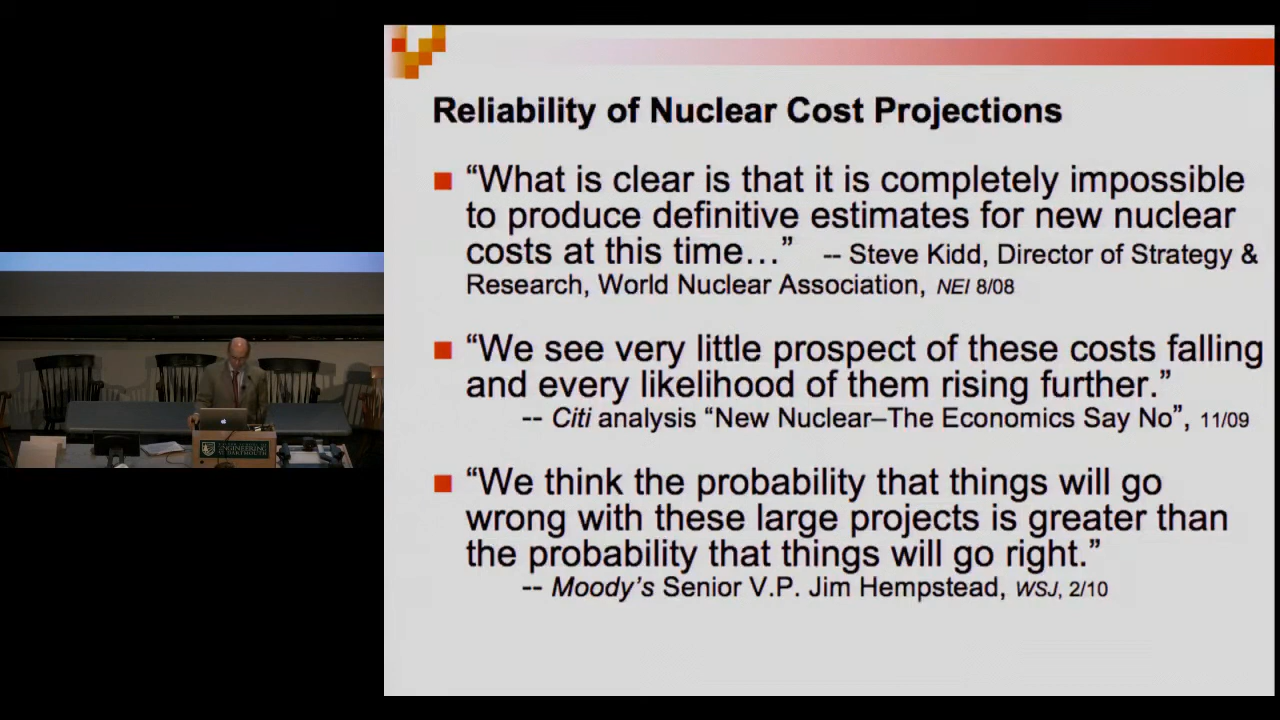 Reliability of Nuclear Cost Projections
“What is clear is that it is completely impossible
to produce definitive estimates for new nuclear
costs at this time…” -- Steve Kidd, Director of Strategy &
Research, World Nuclear Association, NEI 8/08
“We see very little prospect of these costs falling
and every likelihood of them rising further.”
-- Citi analysis “New Nuclear–The Economics Say No”, 11/09
“We think the probability that things will go
wrong with these large projects is greater than
the probability that things will go right.”
-- Moody’s Senior V.P. Jim Hempstead, WSJ, 2/10
ENGINEERING
AT DARTMOUTH